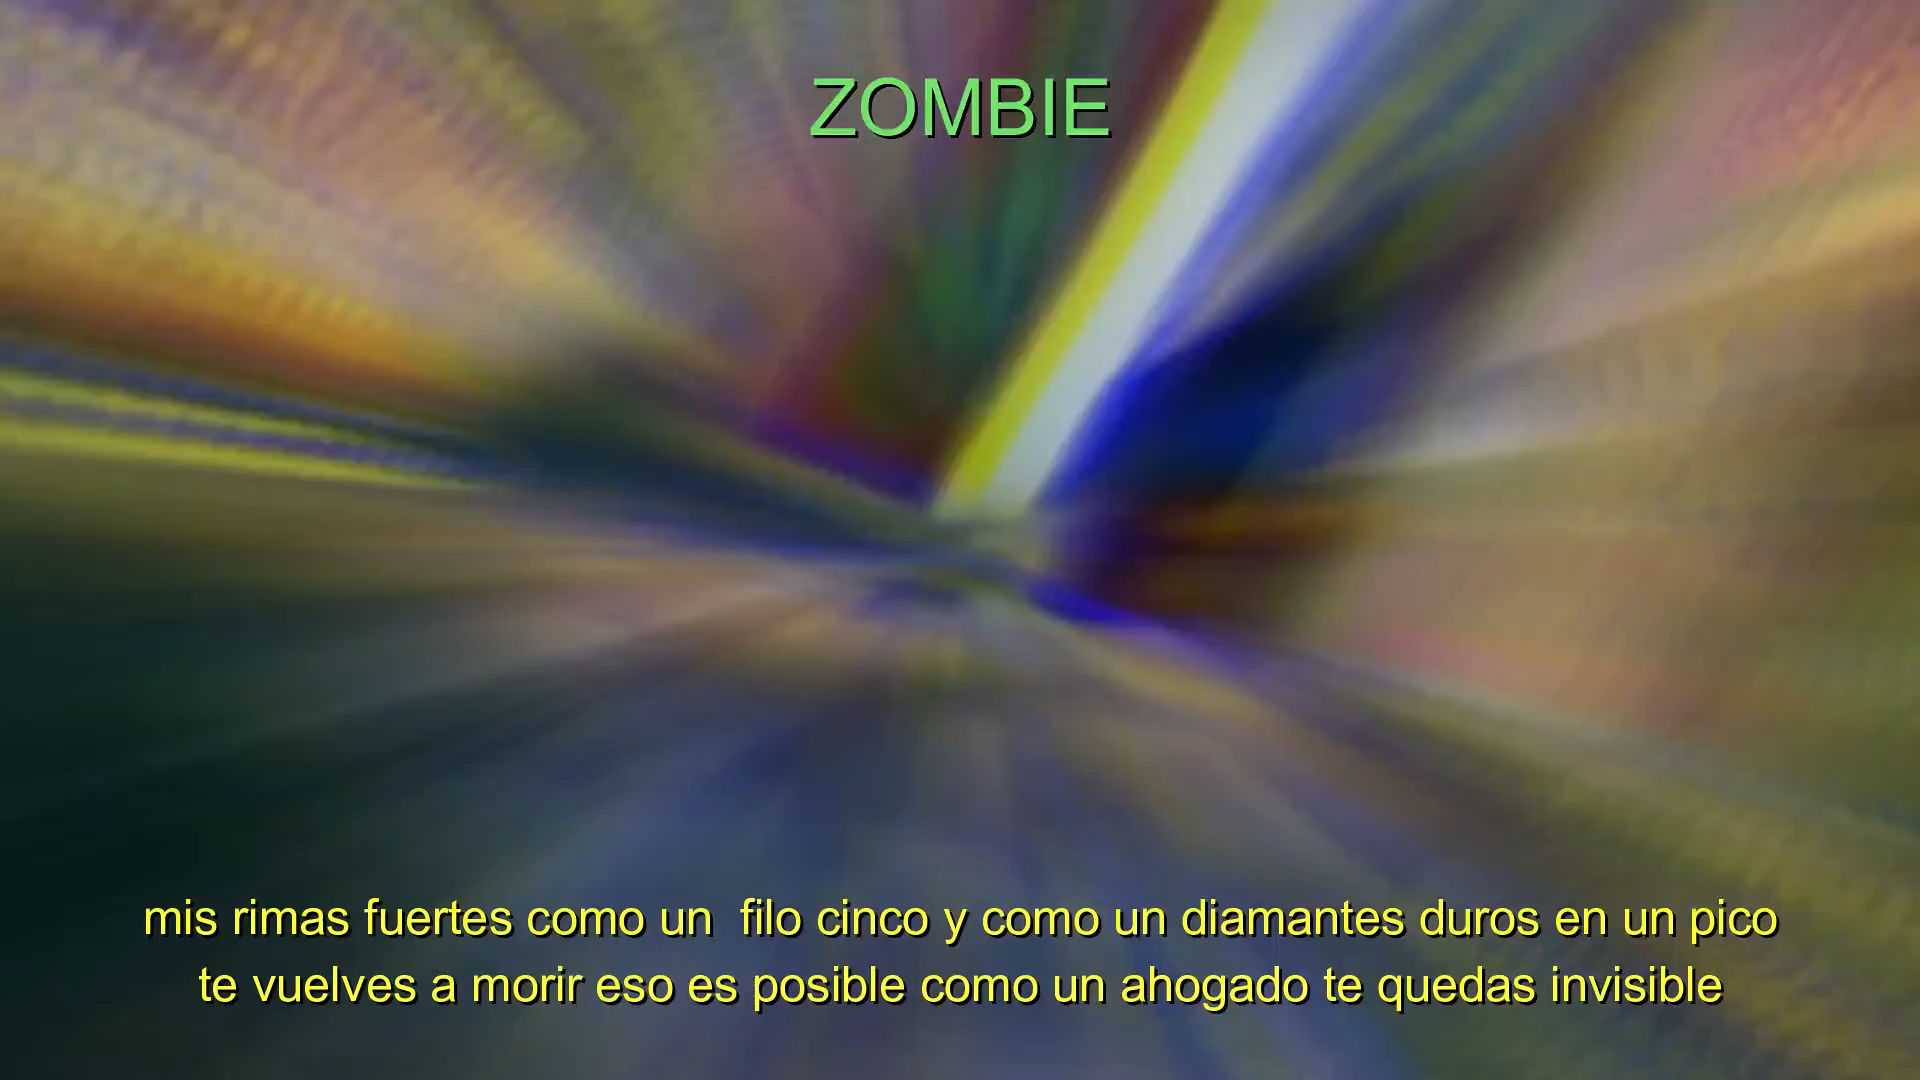 ZOMBIE
mis rimas fuertes como un  filo cinco y como un diamantes duros en un pico
te vuelves a morir eso es posible como un ahogado te quedas invisible